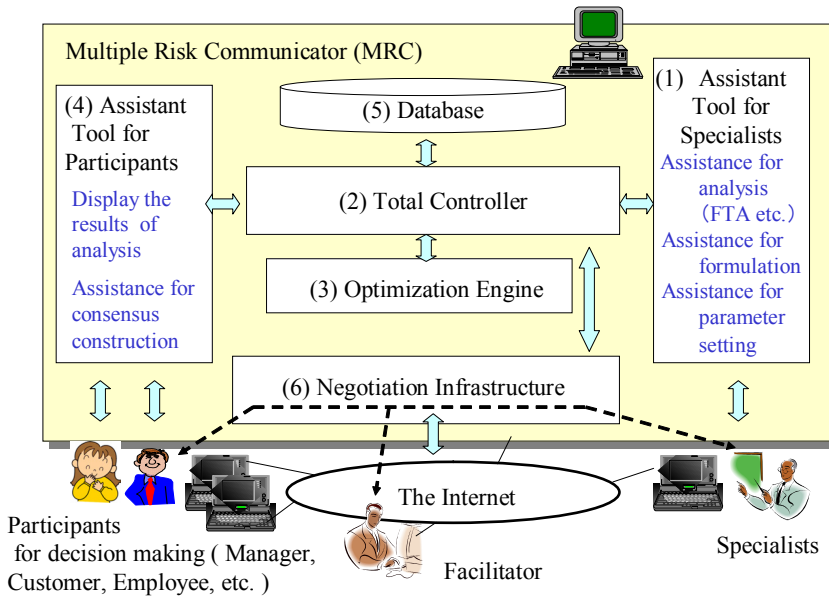 Multiple Risk Communicator (MRC)
(4) Assistant
Tool for
Participants
Display the
results of
analysis
Assistance for
consensus
construction
(5) Database
(2) Total Controller
(3) Optimization Engine
(6) Negotiation Infrastructure
(1) Assistant
Tool for
Specialists
Assistance for
analysis
（FTA etc.）
Assistance for
formulation
Assistance for
parameter
setting
The Internet
Participants
for decision making ( Manager,
Customer, Employee, etc. )
Facilitator
Specialists